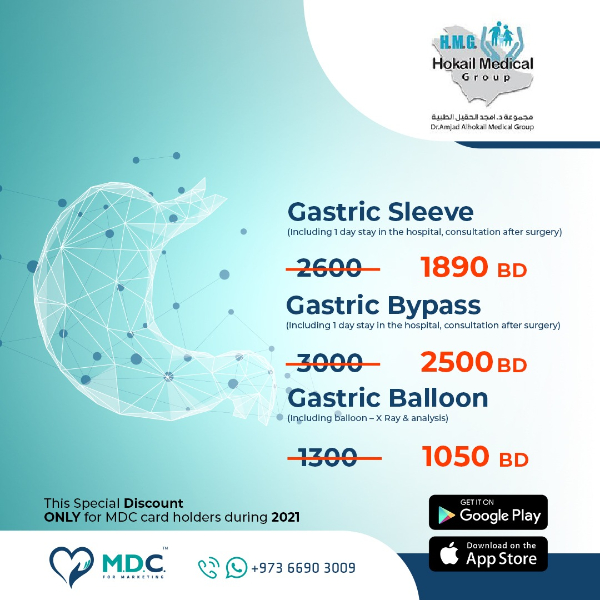 H.M.G.
Hokail Medical
Group
مجموعة د. امجد الحقيل الطبية
Dr.Amjad Alhokail Medical Group
Gastric Sleeve
(Including 1 day stay in the hospital, consultation after surgery)
2600 1890 BD
Gastric Bypass
(Including 1 day stay in the hospital, consultation after surgery)
3000 2500 BD
Gastric Balloon
(Including balloon – X Ray & analysis)
1300 1050 BD
This Special Discount
ONLY for MDC card holders during 2021
GET IT ON
Google Play
Download on the
App Store
M.D.C.™
FOR MARKETING
+973 6690 3009